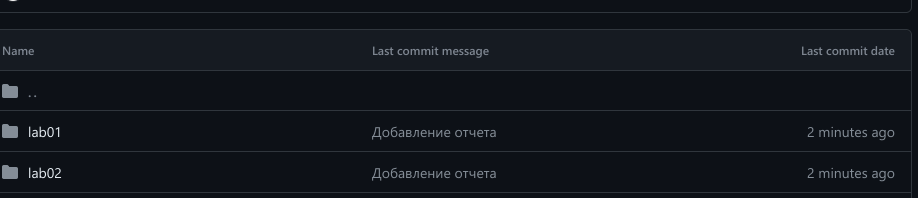 Name Last commit message Last commit date
..
lab01 Добавление отчета 2 minutes ago
lab02 Добавление отчета 2 minutes ago